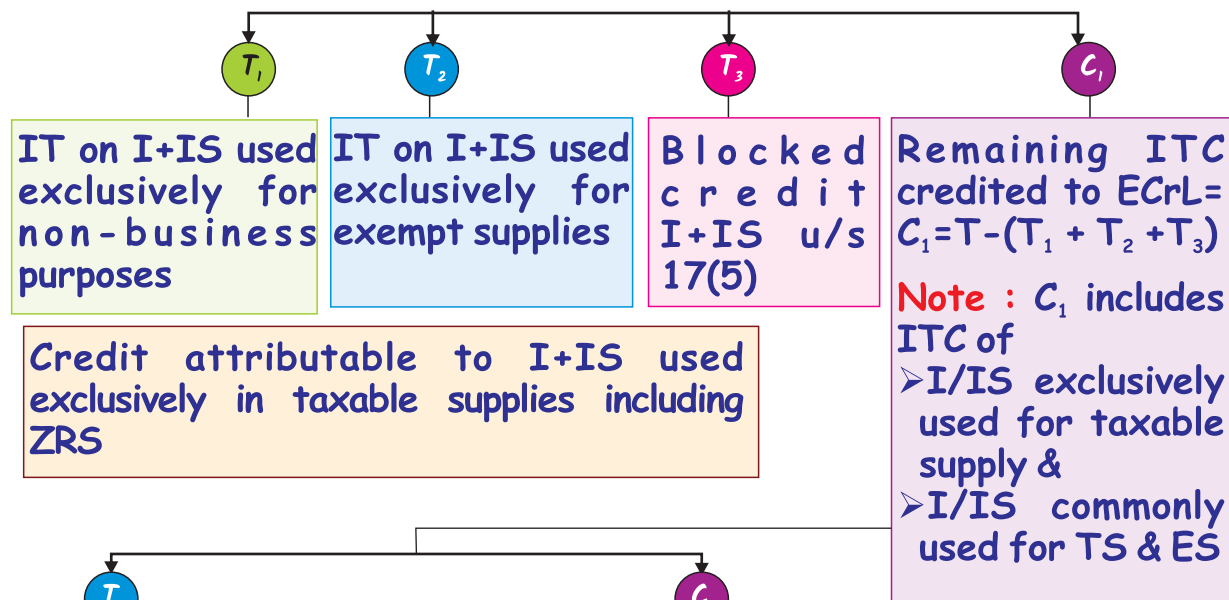 T₁
T₂
T₃
C₁
IT on I+IS used
exclusively for
non-business
purposes
IT on I+IS used
exclusively for
exempt supplies
Blocked
credit
I+IS u/s
17(5)
Remaining ITC
credited to ECrL=
C₁=T-(T₁ + T₂ +T₃)
Note : C₁ includes
ITC of
➢I/IS exclusively
used for taxable
supply &
➢I/IS commonly
used for TS & ES
Credit attributable to I+IS used
exclusively in taxable supplies including
ZRS